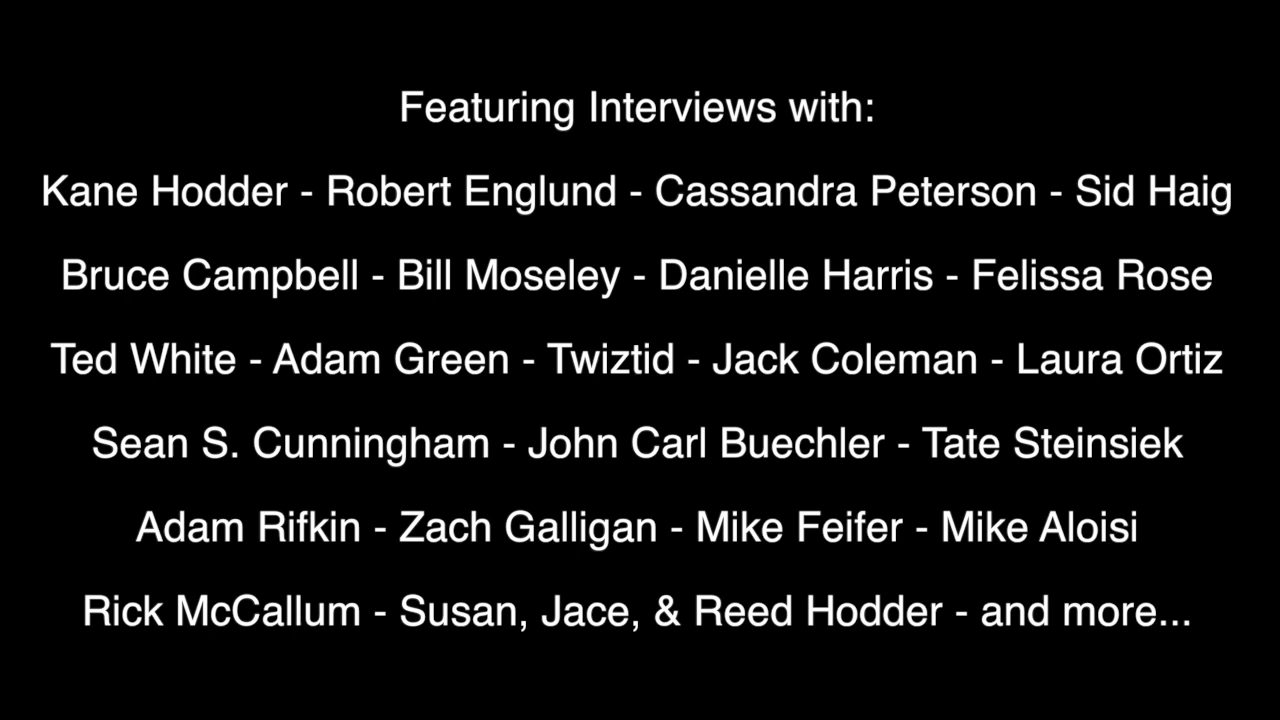 Featuring Interviews with:
Kane Hodder - Robert Englund - Cassandra Peterson - Sid Haig
Bruce Campbell - Bill Moseley - Danielle Harris - Felissa Rose
Ted White - Adam Green - Twiztid - Jack Coleman - Laura Ortiz
Sean S. Cunningham - John Carl Buechler - Tate Steinsiek
Adam Rifkin - Zach Galligan - Mike Feifer - Mike Aloisi
Rick McCallum - Susan, Jace, & Reed Hodder - and more...